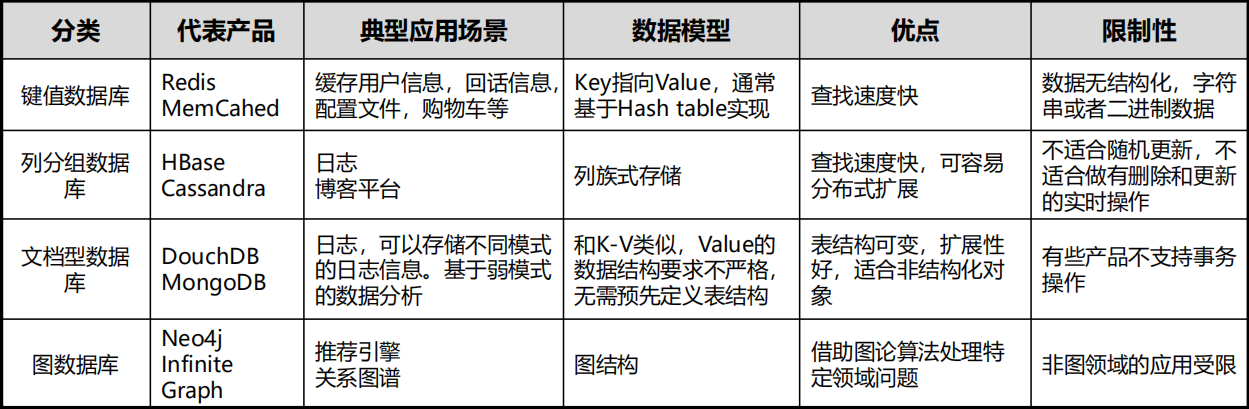 分类
代表产品
典型应用场景
数据模型
优点
限制性
键值数据库
Redis
MemCahed
缓存用户信息，回话信息，
配置文件，购物车等
Key指向Value，通常
基于Hash table实现
查找速度快
数据无结构化，字符
串或者二进制数据
列分组数据
库
HBase
Cassandra
日志
博客平台
列族式存储
查找速度快，可容易
分布式扩展
不适合随机更新，不
适合做有删除和更新
的实时操作
文档型数据
库
DouchDB
MongoDB
日志，可以存储不同模式
的日志信息。基于弱模式
的数据分析
和K-V类似，Value的
数据结构要求不严格，
无需预先定义表结构
表结构可变，扩展性
好，适合非结构化对
象
有些产品不支持事务
操作
图数据库
Neo4j
Infinite
Graph
推荐引擎
关系图谱
图结构
借助图论算法处理特
定领域问题
非图领域的应用受限